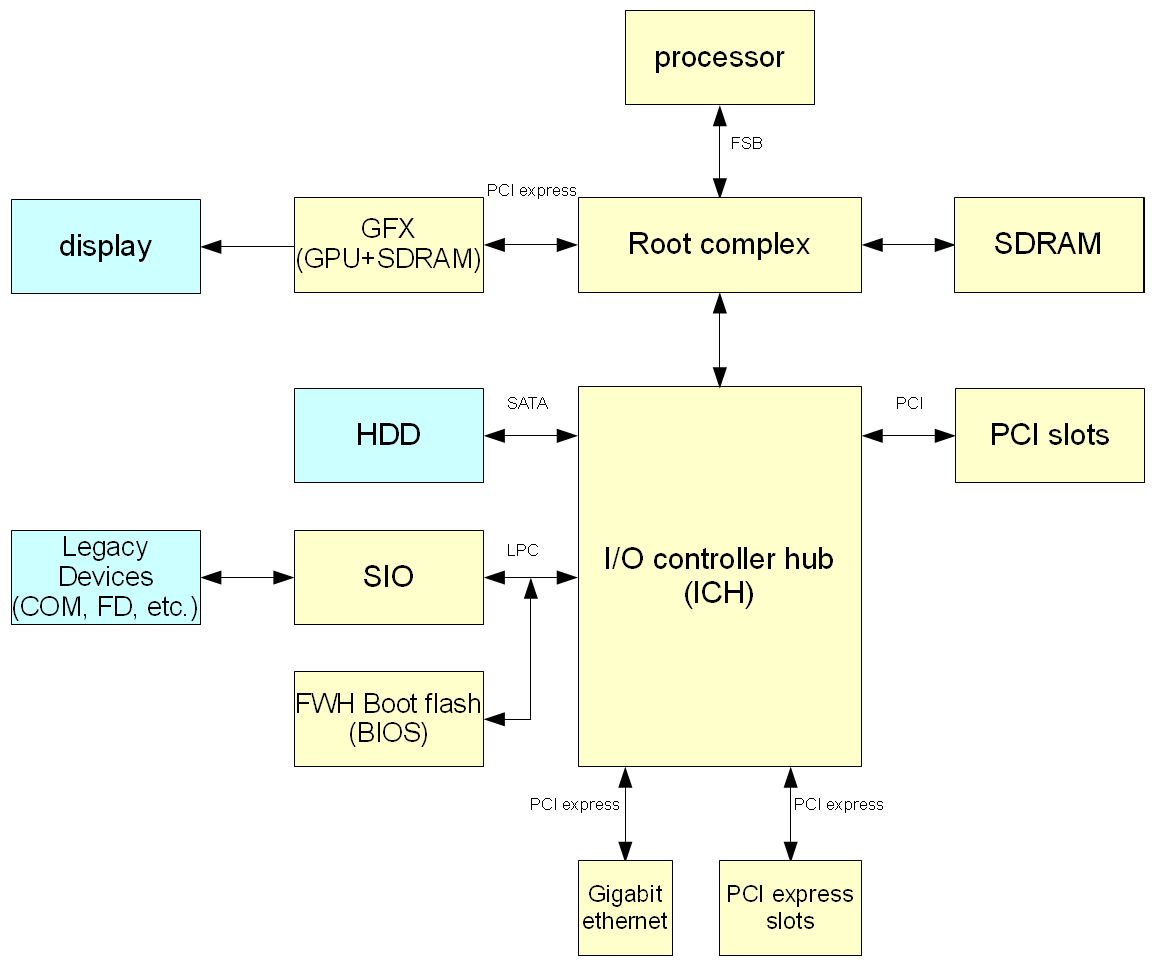 processor
FSB
PCI express
display
GFX
(GPU+SDRAM)
Root complex
SDRAM
HDD
SATA
PCI
PCI slots
Legacy
Devices
(COM, FD, etc.)
SIO
LPC
I/O controller hub
(ICH)
FWH Boot flash
(BIOS)
PCI express
PCI express
Gigabit
ethernet
PCI express
slots